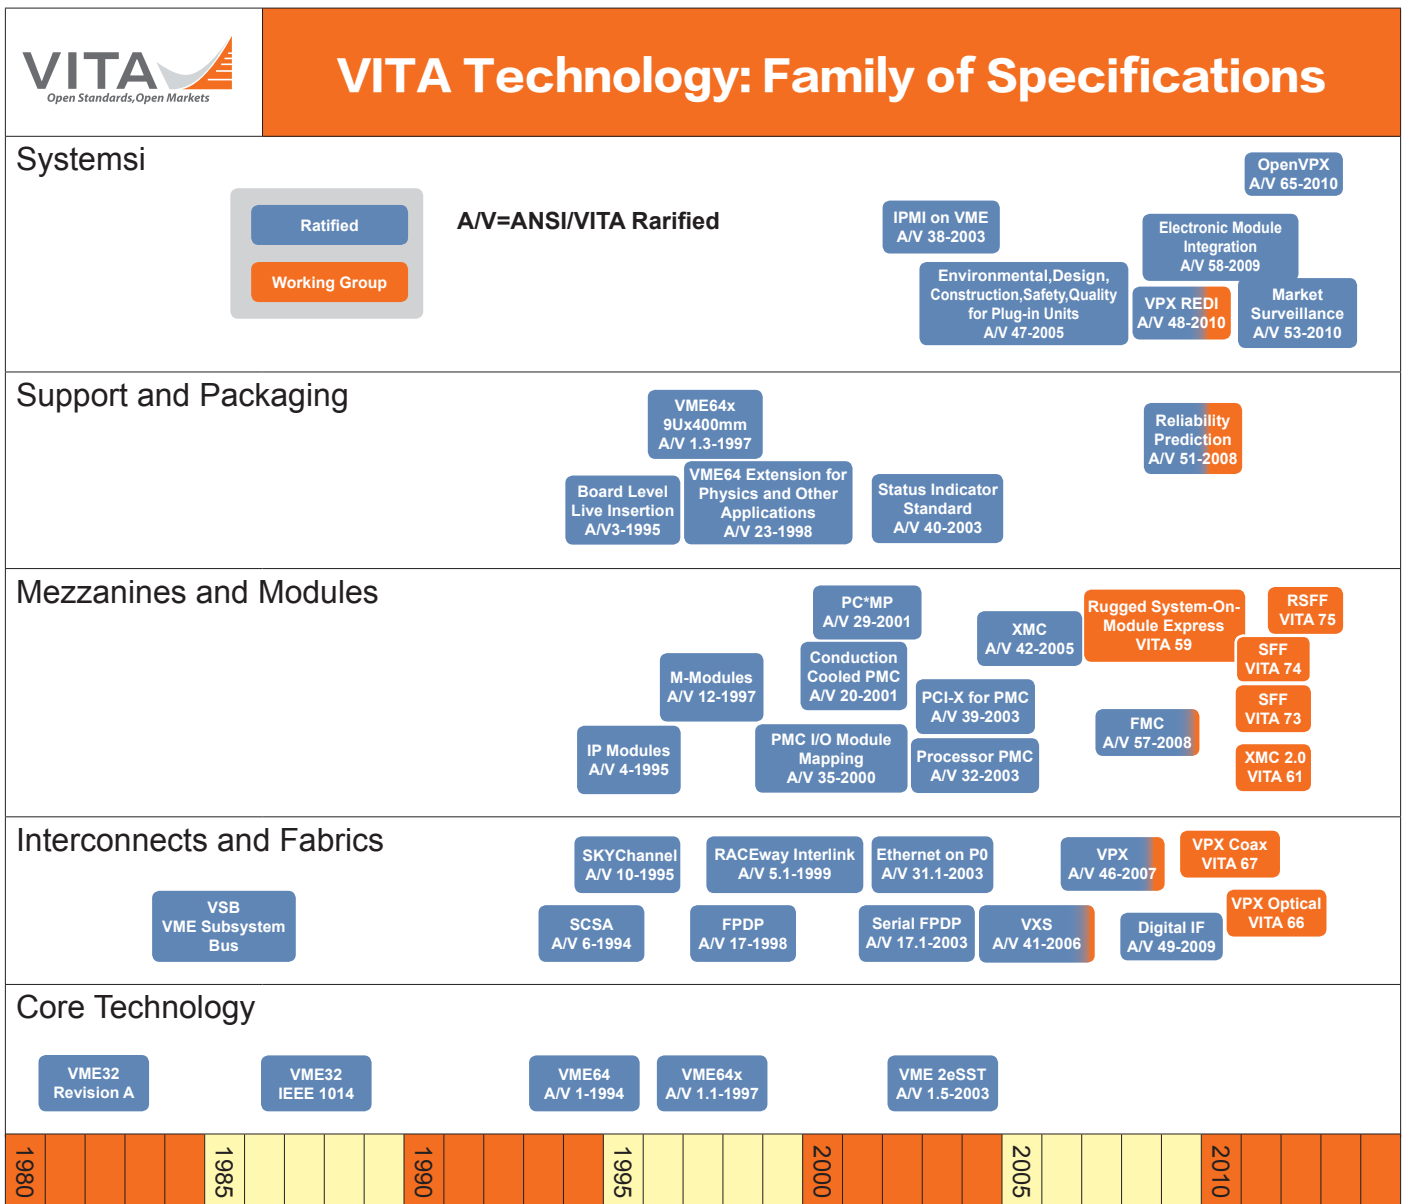 VITA
Open Standards,Open Markets
VITA Technology: Family of Specifications
Systemsi
Ratified
Working Group
A/V=ANSI/VITA Rarified
OpenVPX
A/V 65-2010
IPMI on VME
A/V 38-2003
Electronic Module
Integration
A/V 58-2009
Environmental,Design,
Construction,Safety,Quality
for Plug-in Units
A/V 47-2005
VPX REDI
A/V 48-2010
Market
Surveillance
A/V 53-2010
Support and Packaging
VME64x
9Ux400mm
A/V 1.3-1997
Reliability
Prediction
A/V 51-2008
Board Level
Live Insertion
A/V3-1995
VME64 Extension for
Physics and Other
Applications
A/V 23-1998
Status Indicator
Standard
A/V 40-2003
Mezzanines and Modules
PC*MP
A/V 29-2001
XMC
A/V 42-2005
Rugged System-On-
Module Express
VITA 59
RSFF
VITA 75
M-Modules
A/V 12-1997
Conduction
Cooled PMC
A/V 20-2001
SFF
VITA 74
PCI-X for PMC
A/V 39-2003
SFF
VITA 73
FMC
A/V 57-2008
IP Modules
A/V 4-1995
PMC I/O Module
Mapping
A/V 35-2000
Processor PMC
A/V 32-2003
XMC 2.0
VITA 61
Interconnects and Fabrics
SKYChannel
A/V 10-1995
RACEway Interlink
A/V 5.1-1999
Ethernet on P0
A/V 31.1-2003
VPX
A/V 46-2007
VPX Coax
VITA 67
VSB
VME Subsystem
Bus
SCSA
A/V 6-1994
FPDP
A/V 17-1998
Serial FPDP
A/V 17.1-2003
VXS
A/V 41-2006
Digital IF
A/V 49-2009
VPX Optical
VITA 66
Core Technology
VME32
Revision A
VME32
IEEE 1014
VME64
A/V 1-1994
VME64x
A/V 1.1-1997
VME 2eSST
A/V 1.5-2003
1980
1985
1990
1995
2000
2005
2010